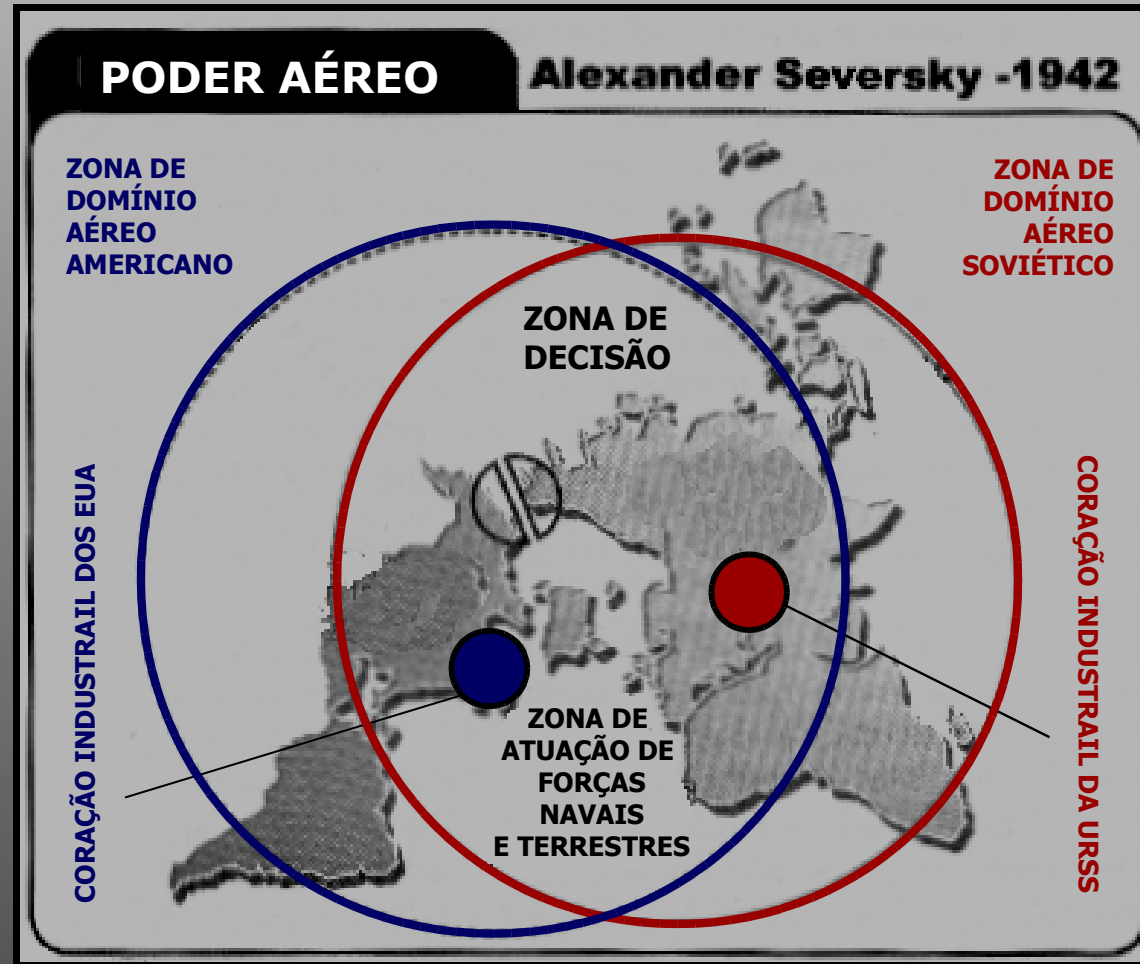 PODER AÉREO
Alexander Seversky -1942
ZONA DE
DOMÍNIO
AÉREO
AMERICANO
ZONA DE
DOMÍNIO
AÉREO
SOVIÉTICO
ZONA DE
DECISÃO
CORAÇÃO INDUSTRAIL DOS EUA
CORAÇÃO INDUSTRAIL DA URSS
ZONA DE
ATUAÇÃO DE
FORÇAS
NAVAIS
E TERRESTRES